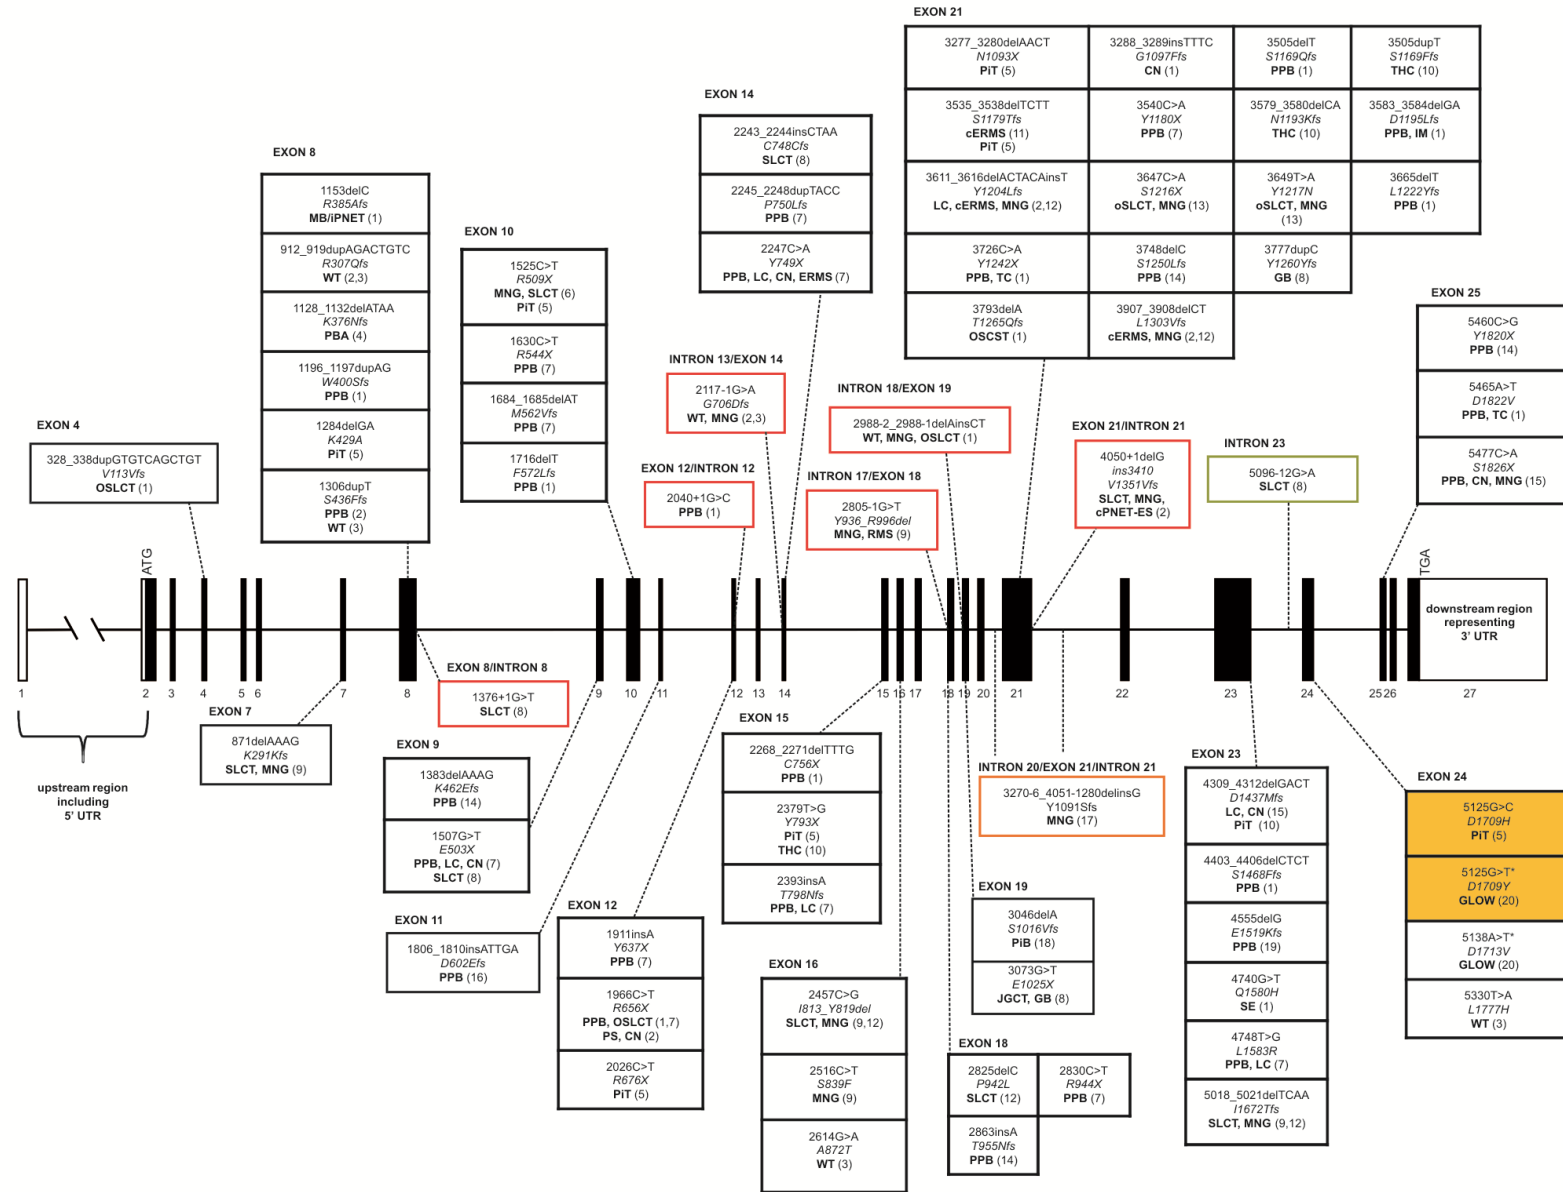 EXON 21
3277_3280delAACT
N1093X
PiT (5)
3288_3289insTTTC
G1097Ffs
CN (1)
3505delT
S1169Qfs
PPB (1)
3505dupT
S1169Ffs
THC (10)
3535_3538delTCTT
S1179Tfs
cERMS (11)
PiT (5)
3540C>A
Y1180X
PPB (7)
3579_3580delCA
N1193Kfs
THC (10)
3583_3584delGA
D1195Lfs
PPB, IM (1)
3611_3616delACTACAinsT
Y1204Lfs
LC, cERMS, MNG (2,12)
3647C>A
S1216X
oSLCT, MNG (13)
3649T>A
Y1217N
oSLCT, MNG
(13)
3665delT
L1222Yfs
PPB (1)
3726C>A
Y1242X
PPB, TC (1)
3748delC
S1250Lfs
PPB (14)
3777dupC
Y1260Yfs
GB (8)
3793delA
T1265Qfs
OSCST (1)
3907_3908delCT
L1303Vfs
cERMS, MNG (2,12)
EXON 14
2243_2244insCTAA
C748Cfs
SLCT (8)
2245_2248dupTACC
P750Lfs
PPB (7)
2247C>A
Y749X
PPB, LC, CN, ERMS (7)
EXON 8
1153delC
R385Afs
MB/iPNET (1)
912_919dupAGACTGTC
R307Qfs
WT (2,3)
1128_1132delATAA
K376Nfs
PBA (4)
1196_1197dupAG
W400Sfs
PPB (1)
1284delGA
K429A
PiT (5)
1306dupT
S436Ffs
PPB (2)
WT (3)
EXON 10
1525C>T
R509X
MNG, SLCT (6)
PiT (5)
1630C>T
R544X
PPB (7)
1684_1685delAT
M562Vfs
PPB (7)
1716delT
F572Lfs
PPB (1)
EXON 25
5460C>G
Y1820X
PPB (14)
5465A>T
D1822V
PPB, TC (1)
5477C>A
S1826X
PPB, CN, MNG (15)
INTRON 13/EXON 14
2117-1G>A
G706Dfs
WT, MNG (2,3)
INTRON 18/EXON 19
2988-2_2988-1delAinsCT
WT, MNG, OSLCT (1)
EXON 4
328_338dupGTGTCAGCTGT
V113Vfs
OSLCT (1)
EXON 21/INTRON 21
4050+1delG
ins3410
V1351Vfs
SLCT, MNG,
cPNET-ES (2)
INTRON 23
5096-12G>A
SLCT (8)
EXON 12/INTRON 12
2040+1G>C
PPB (1)
INTRON 17/EXON 18
2805-1G>T
Y936_R996del
MNG, RMS (9)
ATG
TGA
downstream region
representing
3' UTR
1 2 3 4 5 6 7 8 9 10 11 12 13 14 15 16 17 18 19 20 21 22 23 24 25 26 27
upstream region
including
5' UTR
EXON 7
871delAAAG
K291Kfs
SLCT, MNG (9)
EXON 8/INTRON 8
1376+1G>T
SLCT (8)
EXON 9
1383delAAAG
K462Efs
PPB (14)
1507G>T
E503X
PPB, LC, CN (7)
SLCT (8)
EXON 11
1806_1810insATTGA
D602Efs
PPB (16)
EXON 12
1911insA
Y637X
PPB (7)
1966C>T
R656X
PPB, OSLCT (1,7)
PS, CN (2)
2026C>T
R676X
PiT (5)
EXON 15
2268_2271delTTTG
C756X
PPB (1)
2379T>G
Y793X
PiT (5)
THC (10)
2393insA
T798Nfs
PPB, LC (7)
EXON 16
2457C>G
I813_Y819del
SLCT, MNG (9,12)
2516C>T
S839F
MNG (9)
2614G>A
A872T
WT (3)
INTRON 20/EXON 21/INTRON 21
3270-6_4051-1280delinsG
Y1091Sfs
MNG (17)
EXON 19
3046delA
S1016Vfs
PiB (18)
3073G>T
E1025X
JGCT, GB (8)
EXON 18
2825delC
P942L
SLCT (12)
2830C>T
R944X
PPB (7)
2863insA
T955Nfs
PPB (14)
EXON 23
4309_4312delGACT
D1437Mfs
LC, CN (15)
PiT (10)
4403_4406delCTCT
S1468Ffs
PPB (1)
4555delG
E1519Kfs
PPB (19)
4740G>T
Q1580H
SE (1)
4748T>G
L1583R
PPB, LC (7)
5018_5021delTCAA
I1672Tfs
SLCT, MNG (9,12)
EXON 24
5125G>C
D1709H
PiT (5)
5125G>T*
D1709Y
GLOW (20)
5138A>T*
D1713V
GLOW (20)
5330T>A
L1777H
WT (3)